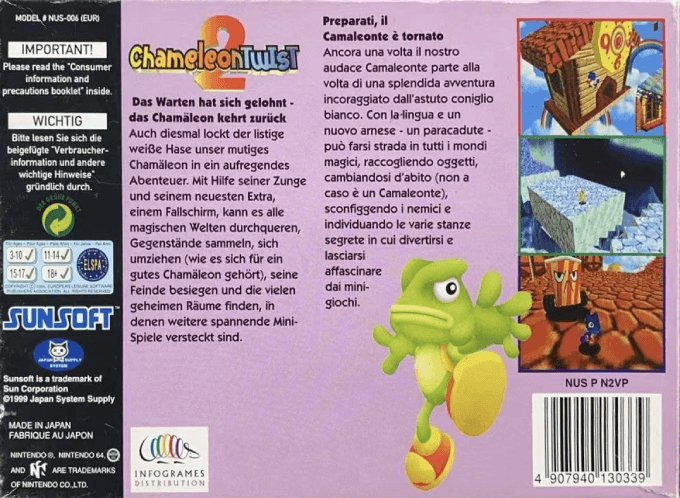 MODEL # NUS-006 (EUR)
IMPORTANT!
Please read the "Consumer
information and
precautions booklet" inside.
WICHTIG
Bitte lesen Sie sich die
beigefügte "Verbraucher-
information und andere
wichtige Hinweise"
gründlich durch.
DER GRÜNE PUNKT
3-10
11-14
15-17
18+
ELSPA
SUNSOFT
JAPAN SUPPLY
SYSTEM
Sunsoft is a trademark of
Sun Corporation
©1999 Japan System Supply
MADE IN JAPAN
FABRIQUE AU JAPON
NINTENDO ®, NINTENDO 64,
AND N ARE TRADEMARKS
OF NINTENDO CO.,LTD.
Chameleon Twist
2
Das Warten hat sich gelohnt -
das Chamäleon kehrt zurück
Auch diesmal lockt der listige
weiße Hase unser mutiges
Chamäleon in ein aufregendes
Abenteuer. Mit Hilfe seiner Zunge
und seinem neuesten Extra,
einem Fallschirm, kann es alle
magischen Welten durchqueren,
Gegenstände sammeln, sich
umziehen (wie es sich für ein
gutes Chamäleon gehört), seine
Feinde besiegen und die vielen
geheimen Räume finden, in
denen weitere spannende Mini-
Spiele versteckt sind.
INFOGRAMES
DISTRIBUTION
Preparati, il
Camaleonte è tornato
Ancora una volta il nostro
audace Camaleonte parte alla
volta di una splendida avventura
incoraggiato dall'astuto coniglio
bianco. Con la lingua e un
nuovo arnese - un paracadute -
può farsi strada in tutti i mondi
magici, raccogliendo oggetti,
cambiandosi d'abito (non a
caso è un Camaleonte),
sconfiggendo i nemici e
individuando le varie stanze
segrete in cui divertirsi e
lasciarsi
affascinare
dai mini-
giochi.
NUS P N2VP
4 907940 130339